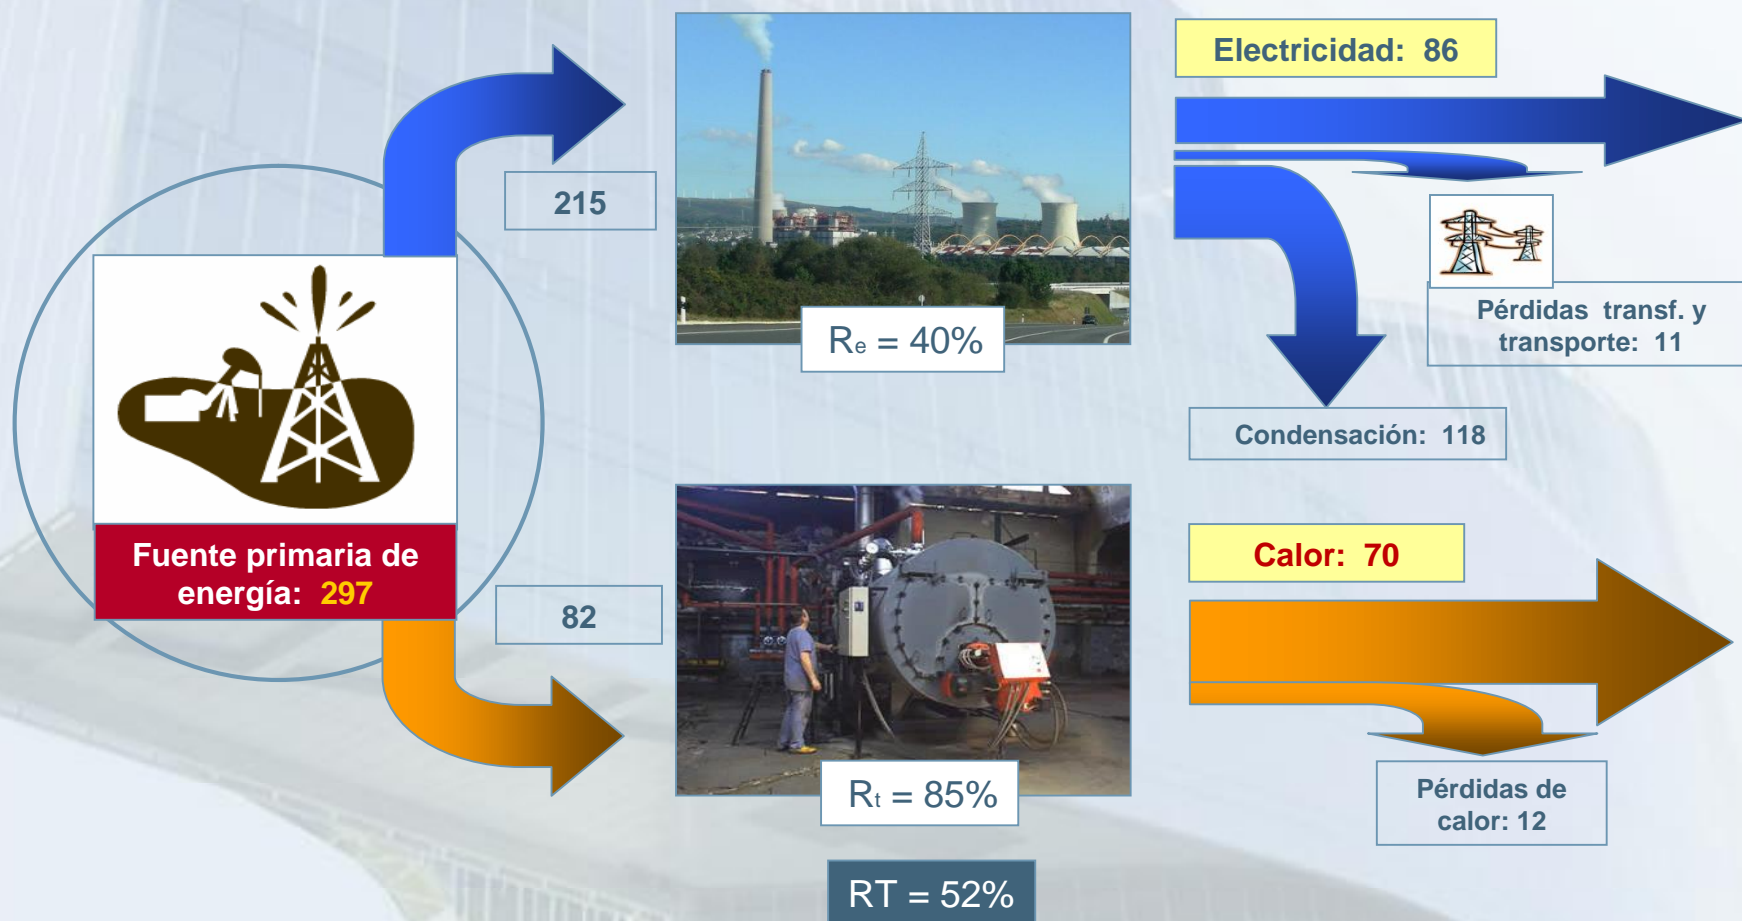 Electricidad: 86
215
Pérdidas transf. y
transporte: 11
Re = 40%
Condensación: 118
Fuente primaria de
energía: 297
Calor: 70
82
Rt = 85%
Pérdidas de
calor: 12
RT = 52%